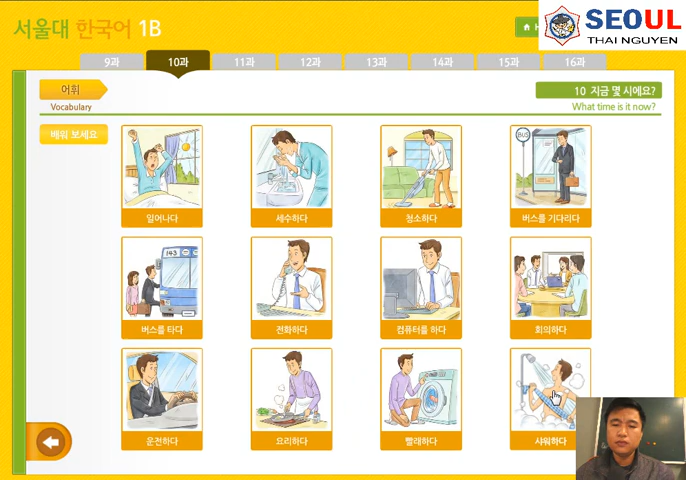 서울대 한국어 1B
SEOUL
THAI NGUYEN
9과 10과 11과 12과 13과 14과 15과 16과
어휘
Vocabulary
10 지금 몇 시예요?
What time is it now?
배워 보세요
BUS
일어나다 세수하다 청소하다 버스를 기다리다
143
버스를 타다 전화하다 컴퓨터를 하다 회의하다
운전하다 요리하다 빨래하다 샤워하다